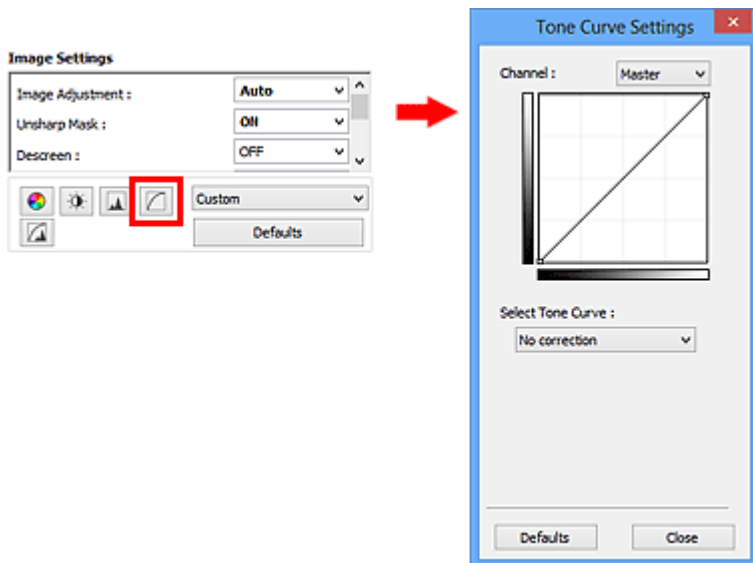 Image Settings
Image Adjustment :
Auto
Unsharp Mask :
ON
Descreen :
OFF
Custom
Defaults
Tone Curve Settings
Channel :
Master
Select Tone Curve :
No correction
Defaults
Close